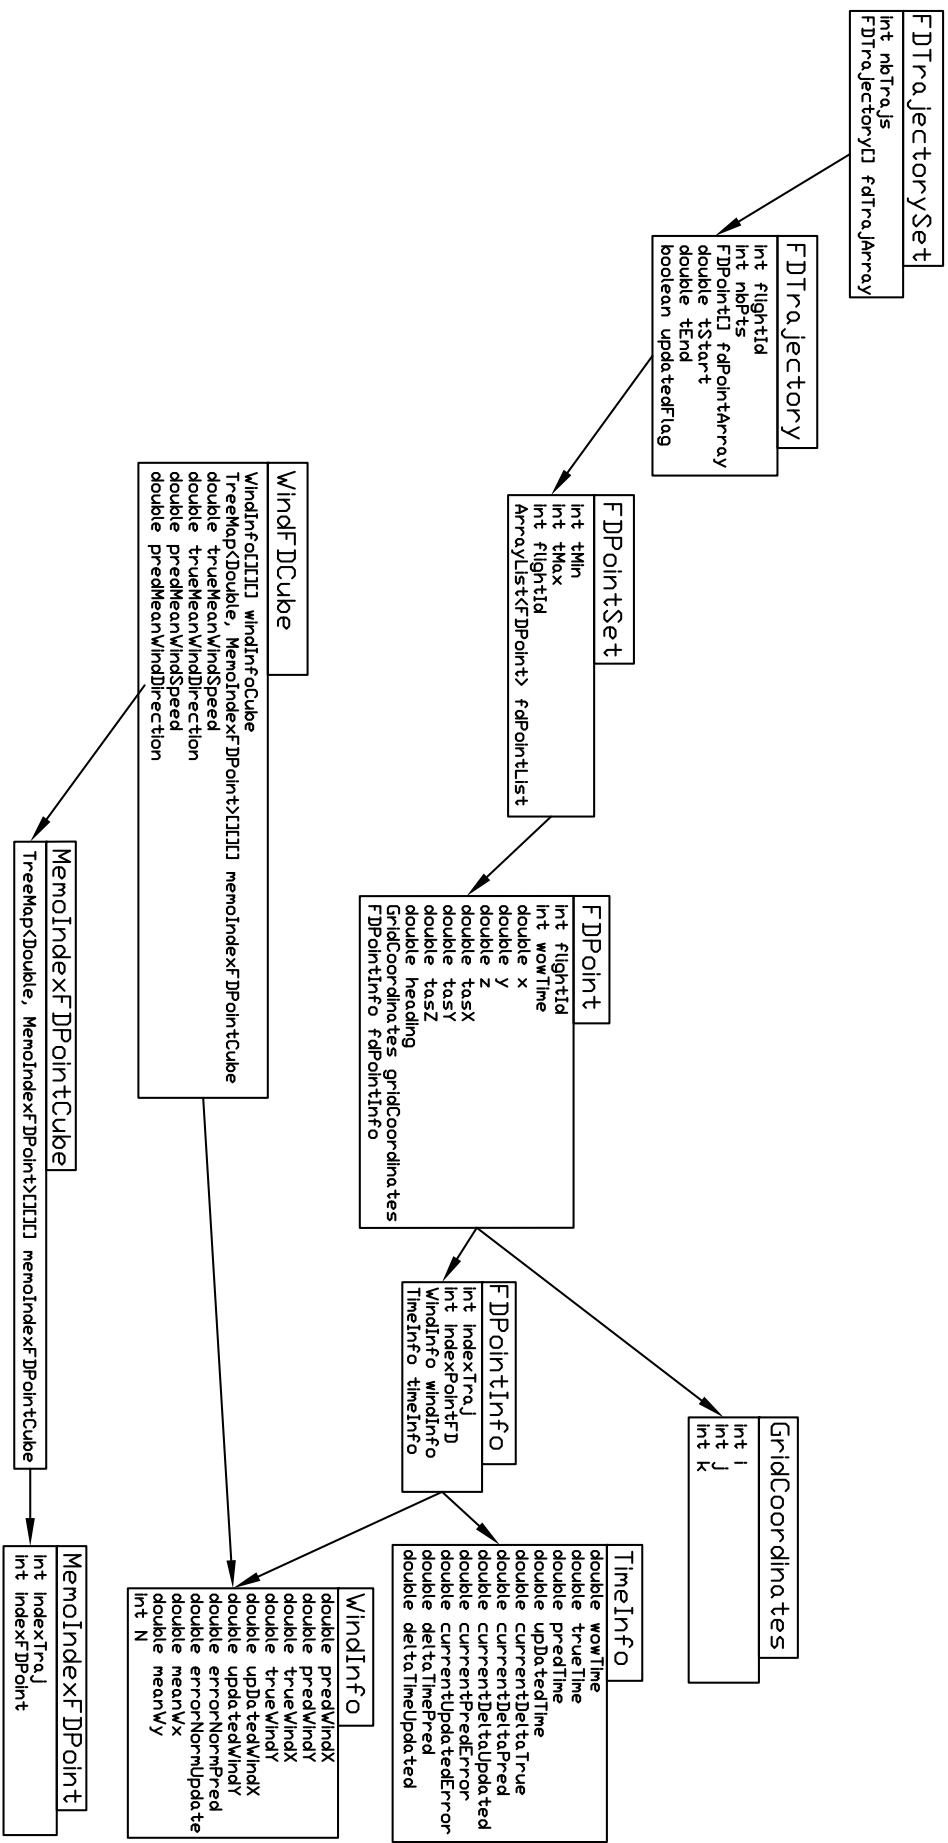 FDTrajectorySet
int nbTrajs
FDTrajectory[] fdTrajArray
FDTrajectory
int flightId
int nbPts
FDPoint[] fdPointArray
double tStart
double tEnd
boolean updatedFlag
FDPointSet
int tMin
int tMax
int flightId
ArrayList<FDPoint> fdPointList
FDPoint
int flightId
int wowTime
double x
double y
double z
double tasX
double tasY
double tasZ
double heading
GridCoordinates gridCoordinates
FDPointInfo fdPointInfo
GridCoordinates
int i
int j
int k
FDPointInfo
int indexTraj
int indexPointFD
WindInfo windInfo
TimeInfo timeInfo
TimeInfo
double wowTime
double trueTime
double predTime
double upDatedTime
double currentDeltaTrue
double currentDeltaPred
double currentDeltaUpdated
double currentPredError
double currentUpdatedError
double deltaTimePred
double deltaTimeUpdated
WindInfo
double predWindX
double predWindY
double trueWindX
double trueWindY
double upDatedWindX
double updatedWindY
double errorNormPred
double errorNormUpdate
double meanWx
double meanWy
int N
WindFDCube
WindInfo[][][] windInfoCube
TreeMap<Double, MemoIndexFDPoint>[][][] memoIndexFDPointCube
double trueMeanWindSpeed
double trueMeanWindDirection
double predMeanWindSpeed
double predMeanWindDirection
MemoIndexFDPointCube
TreeMap<Double, MemoIndexFDPoint>[][][] memoIndexFDPointCube
MemoIndexFDPoint
int indexTraj
int indexFDPoint